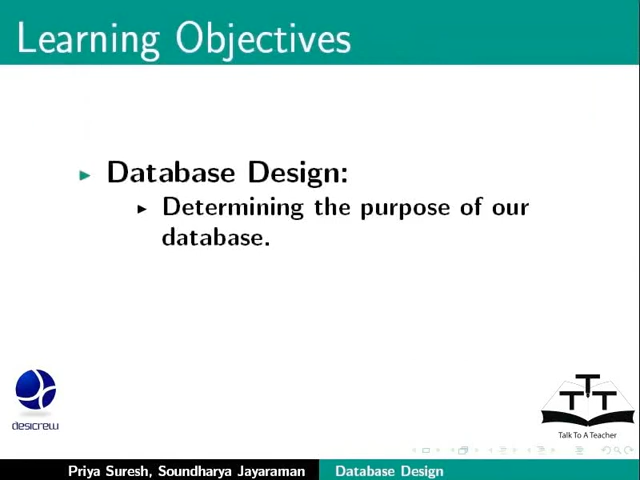 Learning Objectives
Database Design:
Determining the purpose of our
database.
desicrew
TTT
Talk To A Teacher
Priya Suresh, Soundharya Jayaraman Database Design